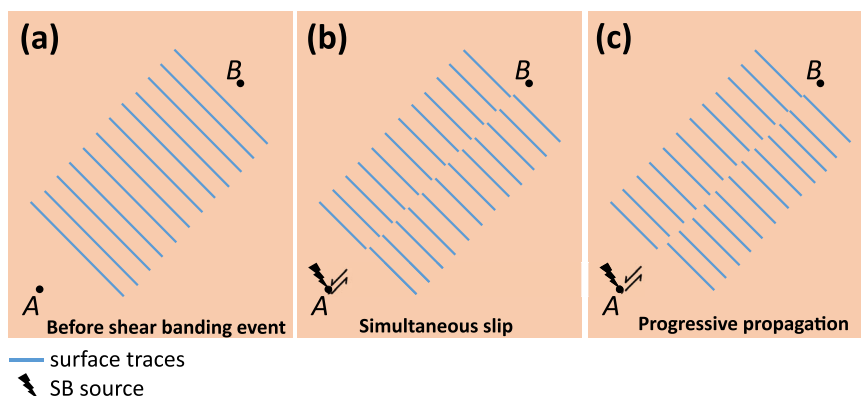 (a)
B
A
Before shear banding event
(b)
B
A
Simultaneous slip
(c)
B
A
Progressive propagation
surface traces
SB source